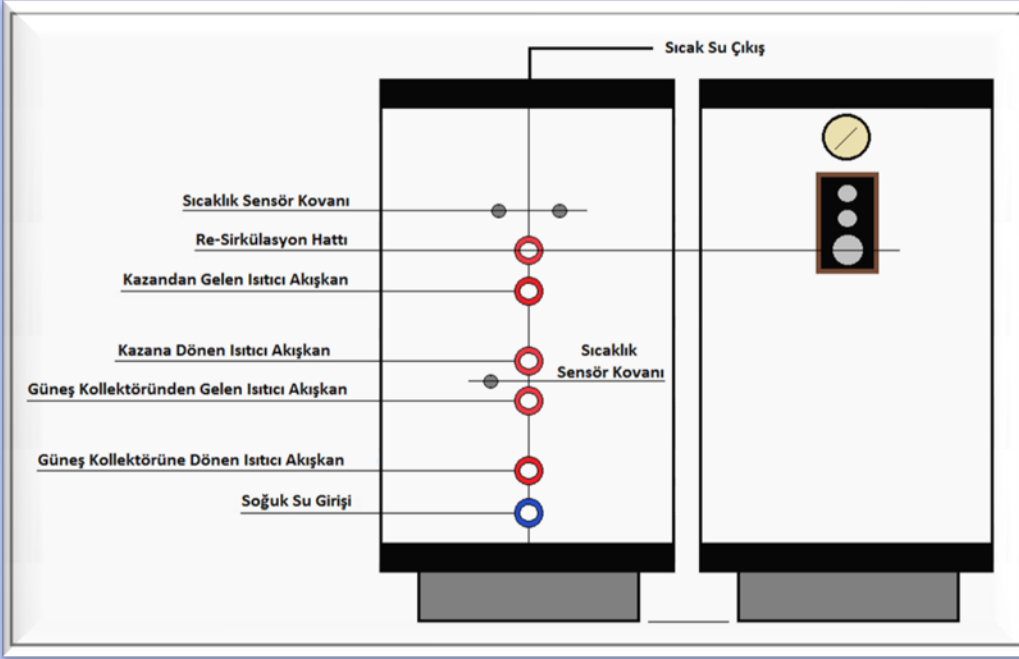 Sıcak Su Çıkış
Sıcaklık Sensör Kovanı
Re-Sirkülasyon Hattı
Kazandan Gelen Isıtıcı Akışkan
Kazana Dönen Isıtıcı Akışkan
Sıcaklık
Sensör Kovanı
Güneş Kollektöründen Gelen Isıtıcı Akışkan
Güneş Kollektörüne Dönen Isıtıcı Akışkan
Soğuk Su Girişi